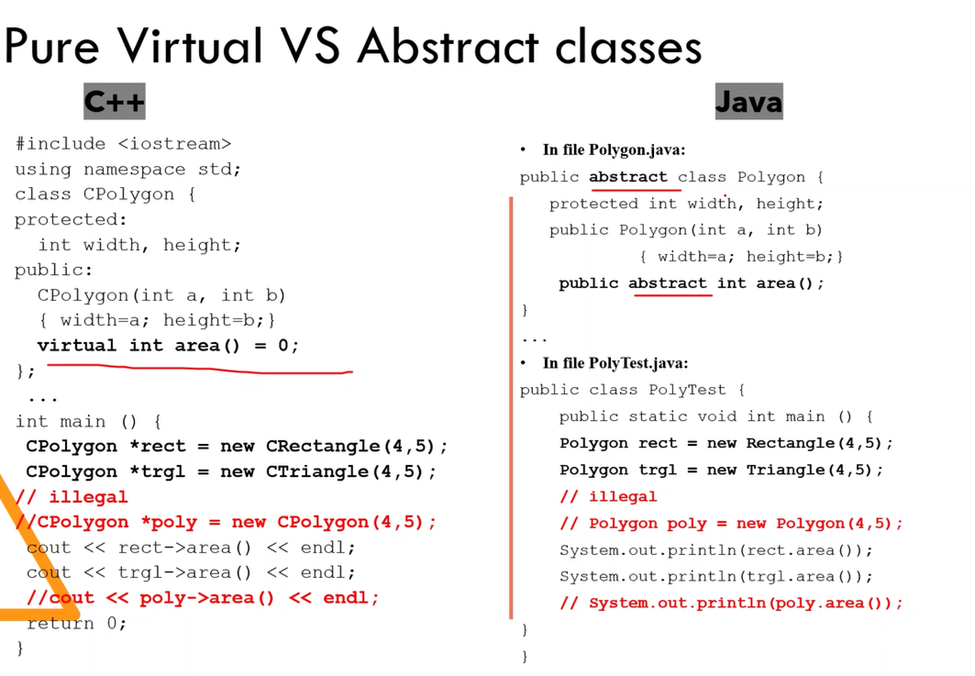 Pure Virtual VS Abstract classes
C++
#include <iostream>
using namespace std;
class CPolygon {
protected:
int width, height;
public:
CPolygon(int a, int b)
{ width=a; height=b;}
virtual int area() = 0;
};
...
int main () {
CPolygon *rect = new CRectangle(4,5);
CPolygon *trgl = new CTriangle(4,5);
// illegal
//CPolygon *poly = new CPolygon(4,5);
cout << rect->area() << endl;
cout << trgl->area() << endl;
//cout << poly->area() << endl;
return 0;
}
Java
• In file Polygon.java:
public abstract class Polygon {
protected int width, height;
public Polygon(int a, int b)
{ width=a; height=b;}
public abstract int area();
}
...
• In file PolyTest.java:
public class PolyTest {
public static void int main () {
Polygon rect = new Rectangle(4,5);
Polygon trgl = new Triangle(4,5);
// illegal
// Polygon poly = new Polygon(4,5);
System.out.println(rect.area());
System.out.println(trgl.area());
// System.out.println(poly.area());
}
}